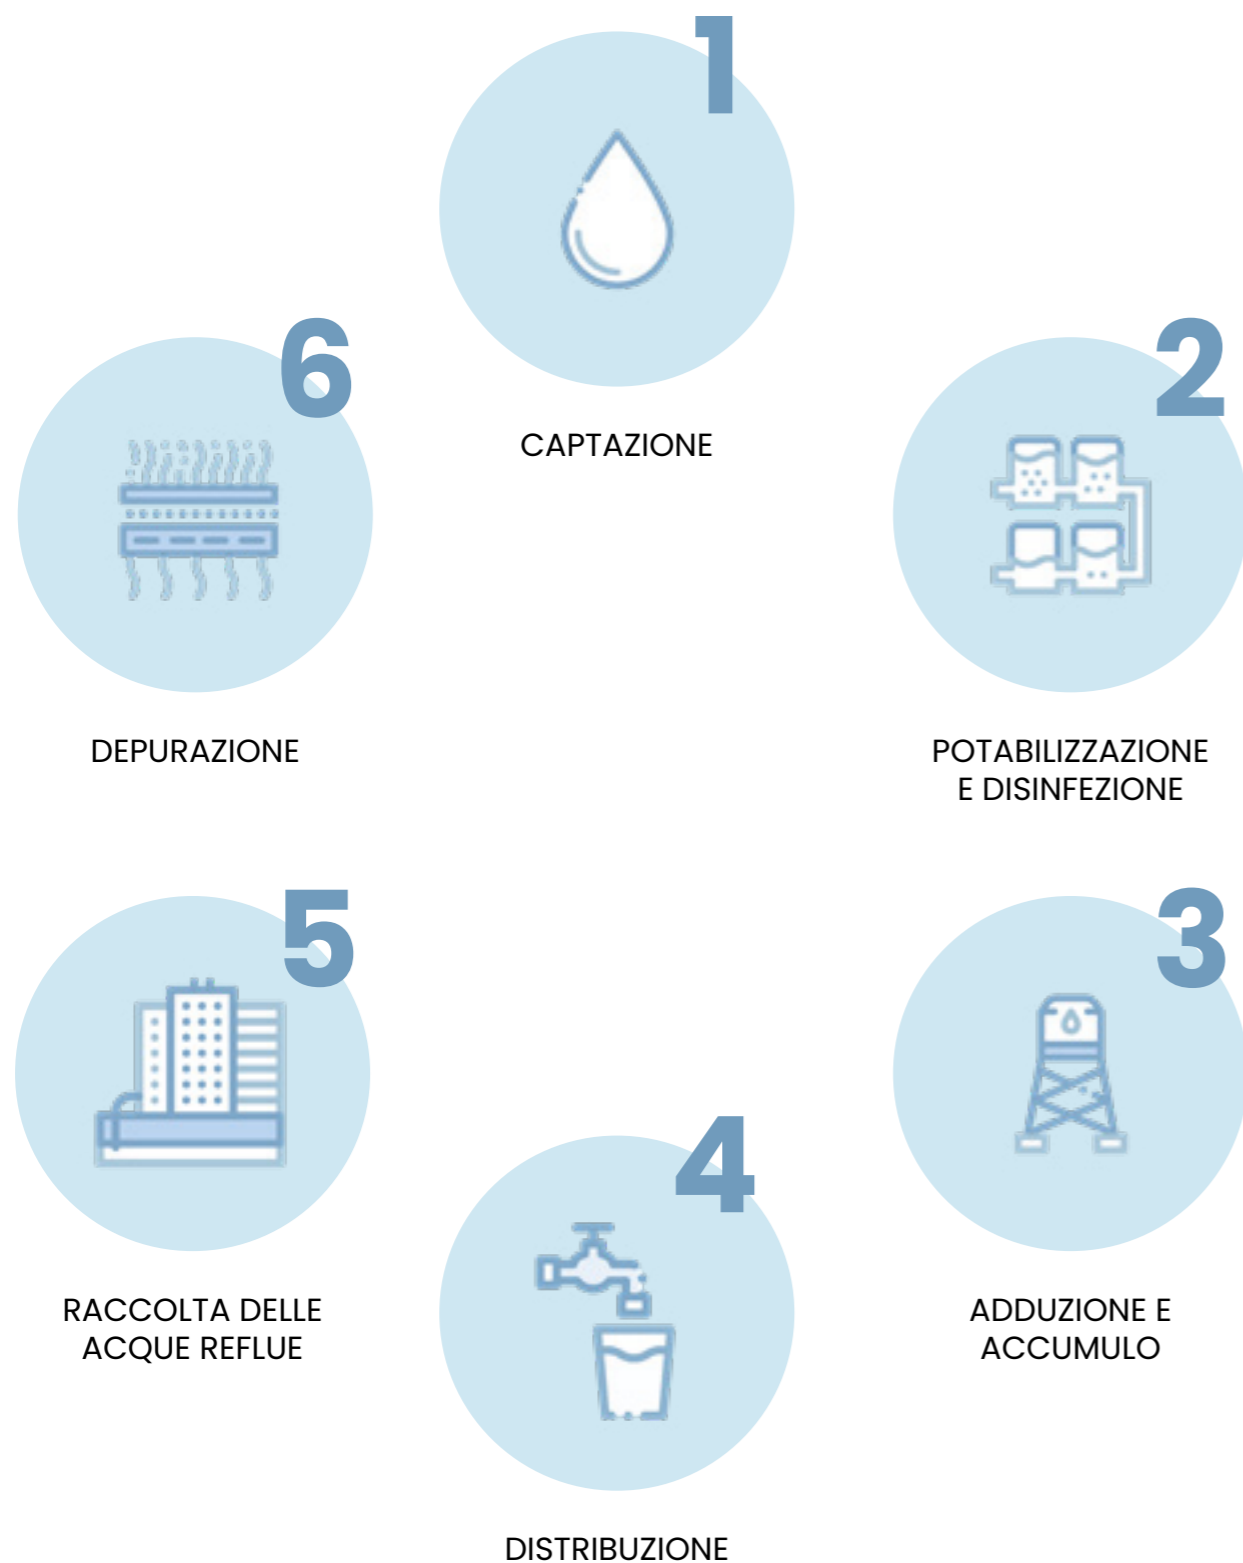 1
CAPTAZIONE
2
POTABILIZZAZIONE
E DISINFEZIONE
3
ADDUZIONE E
ACCUMULO
4
DISTRIBUZIONE
5
RACCOLTA DELLE
ACQUE REFLUE
6
DEPURAZIONE